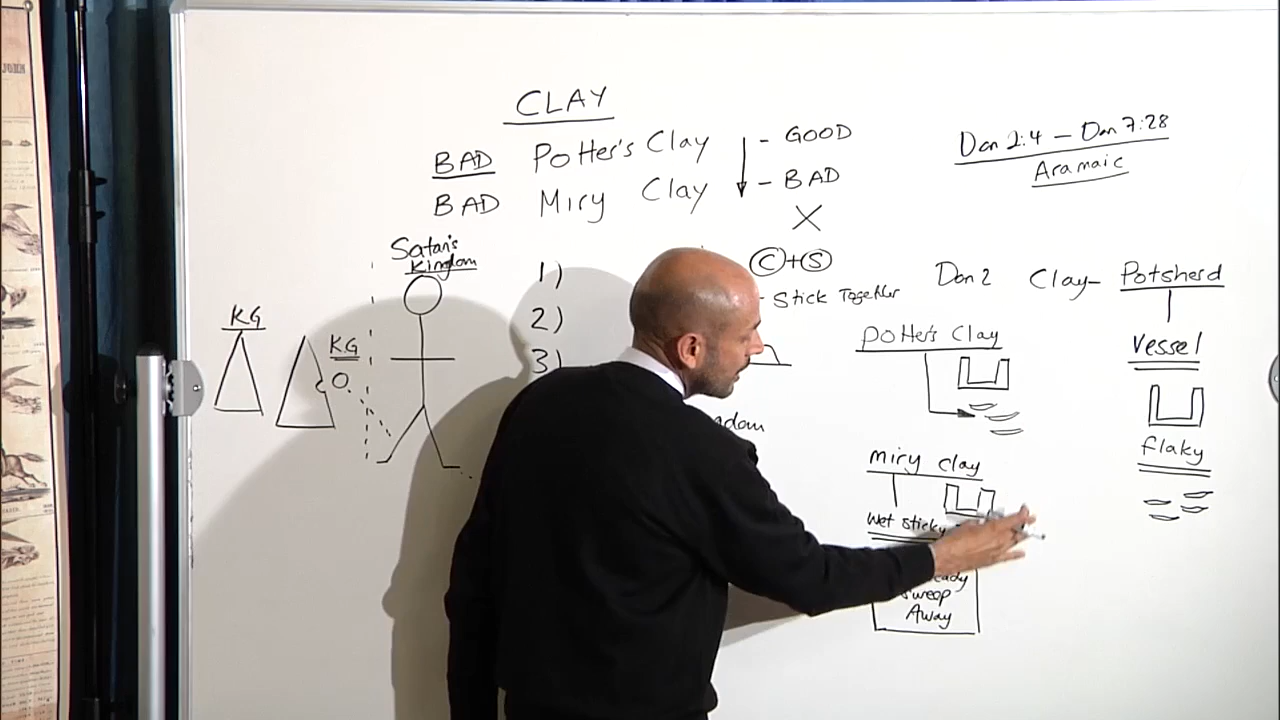 CLAY
BAD Potter's Clay - GOOD
BAD Miry Clay - BAD
X
Dan 2:4 - Dan 7:28
Aramaic
Satan's
Kingdom
KG
KG
1)
2)
3)
C + S
- Stick Together
Dan 2
Clay- Potsherd
Potter's Clay
Vessel
flaky
miry clay
wet sticky
sweep
Away
JOHN